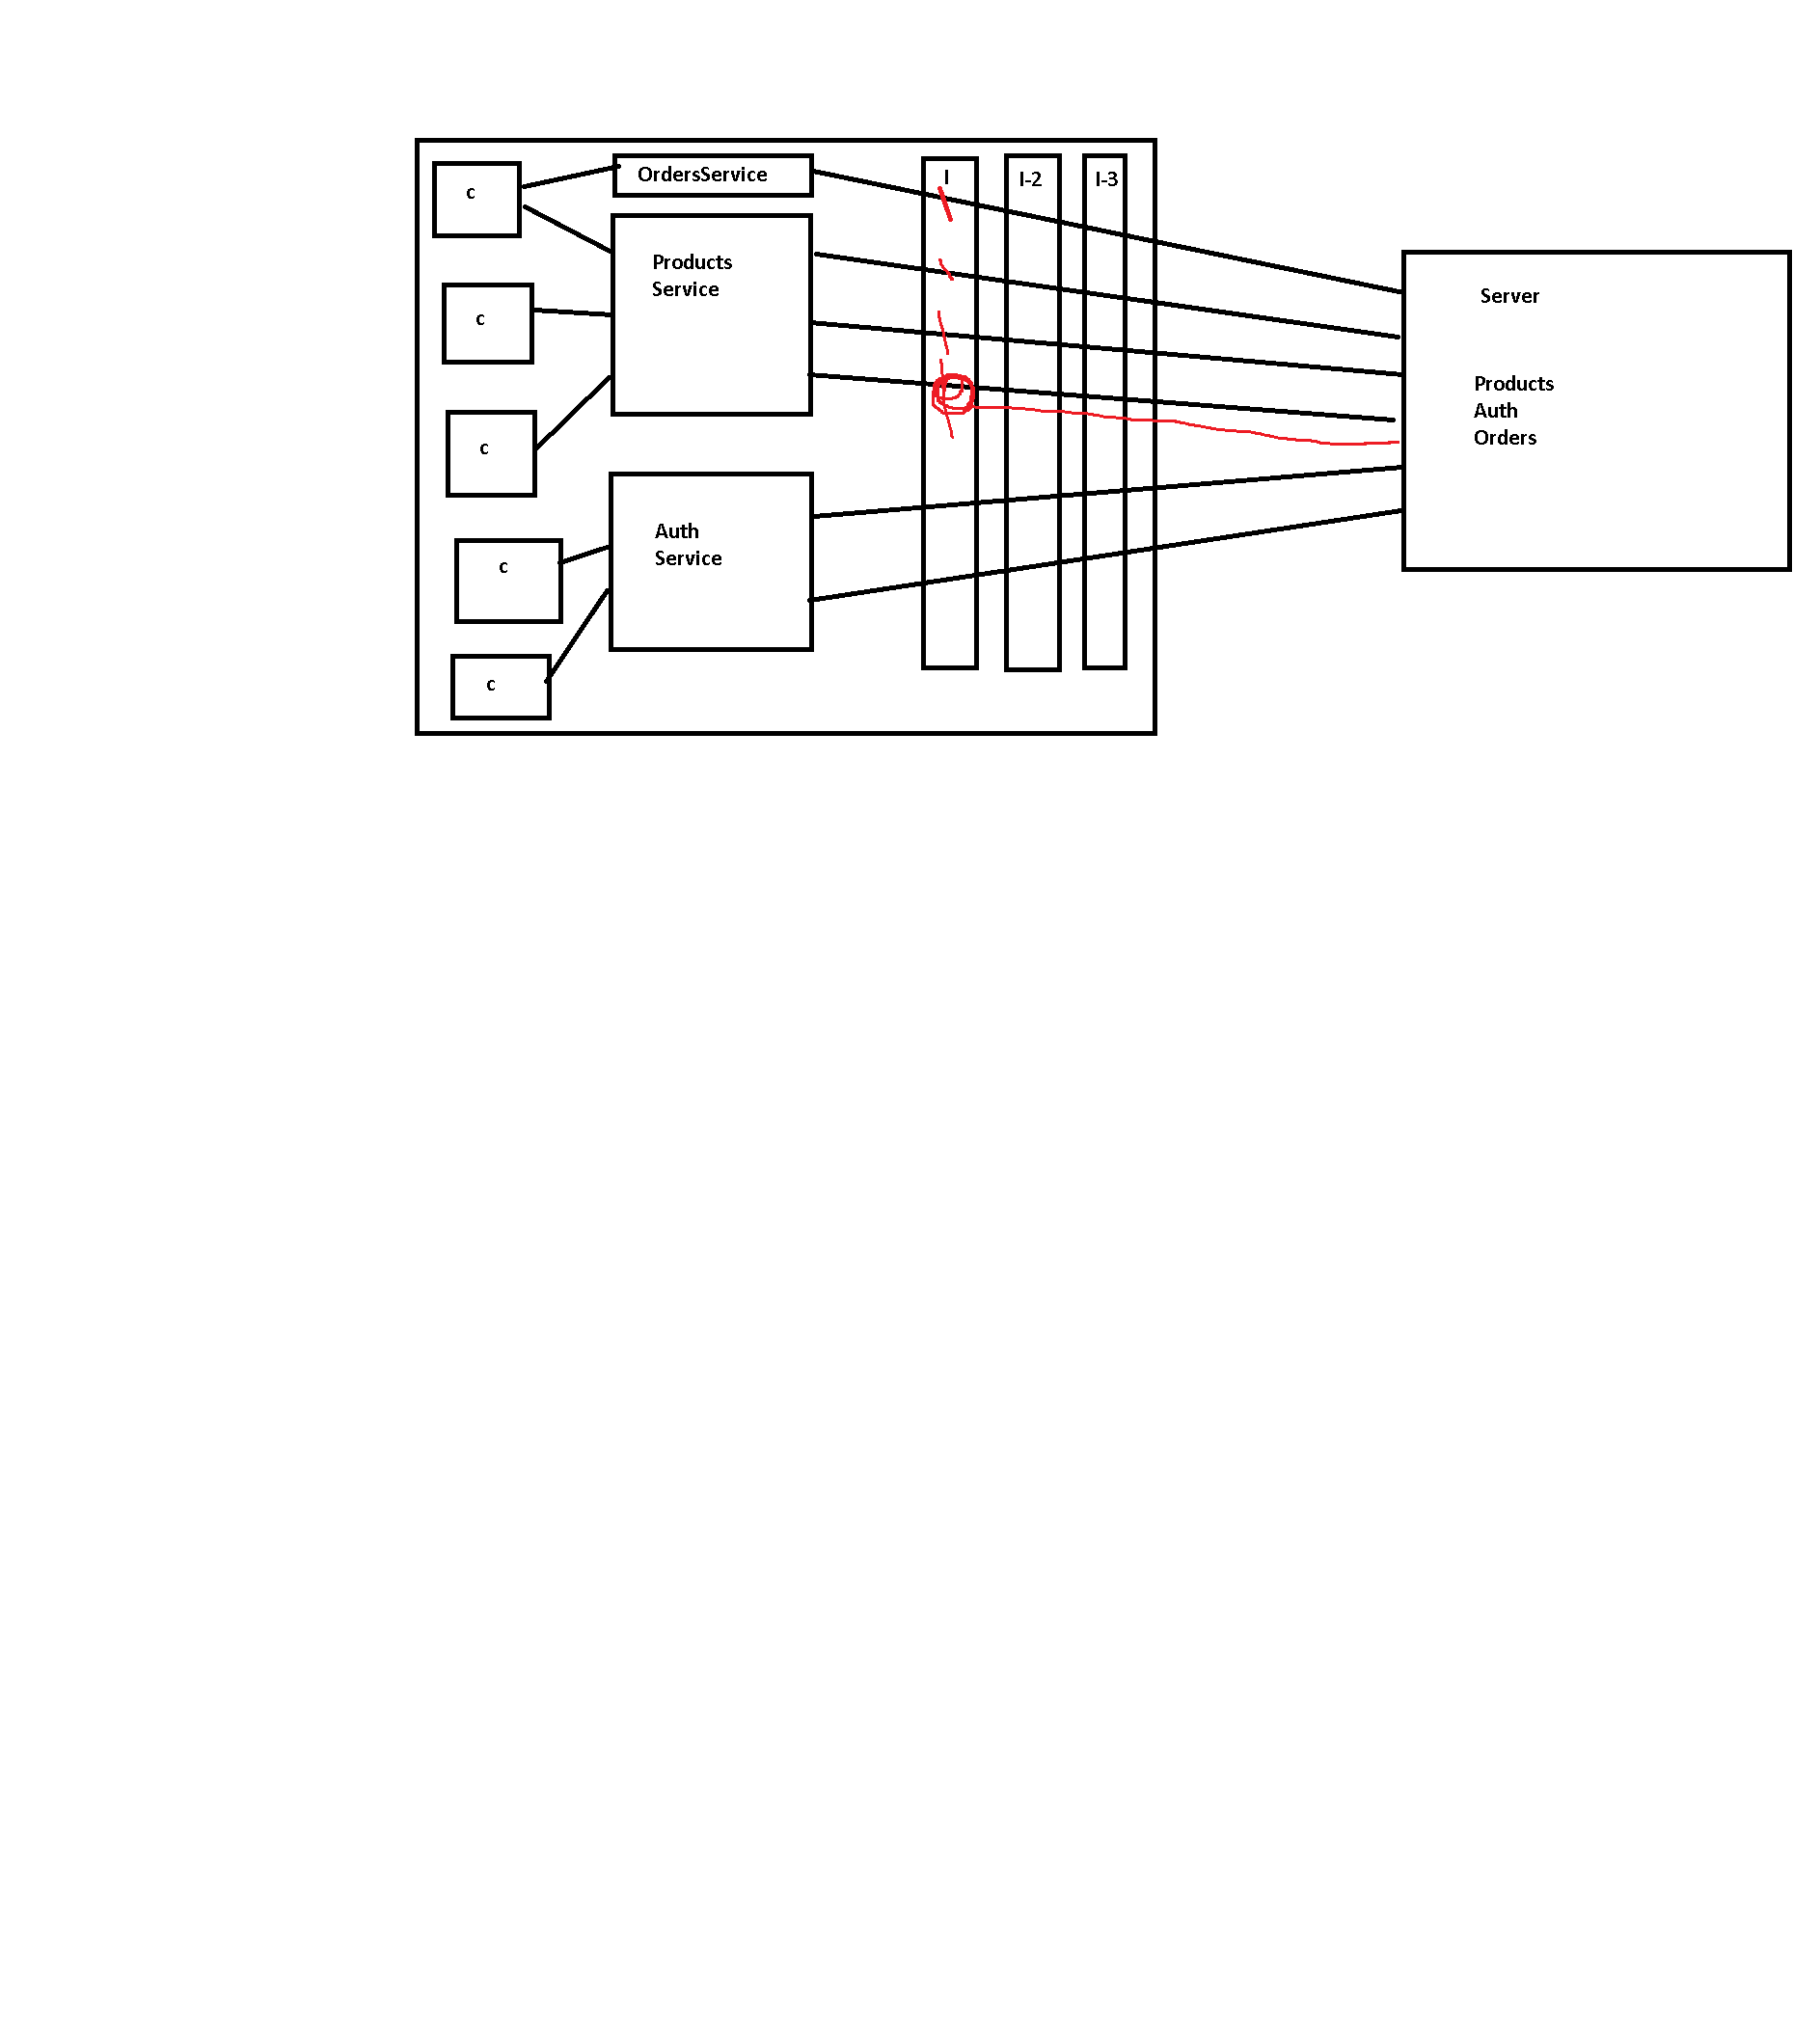 c
OrdersService
I
I-2
I-3
Products
Service
c
c
Auth
Service
c
c
Server
Products
Auth
Orders